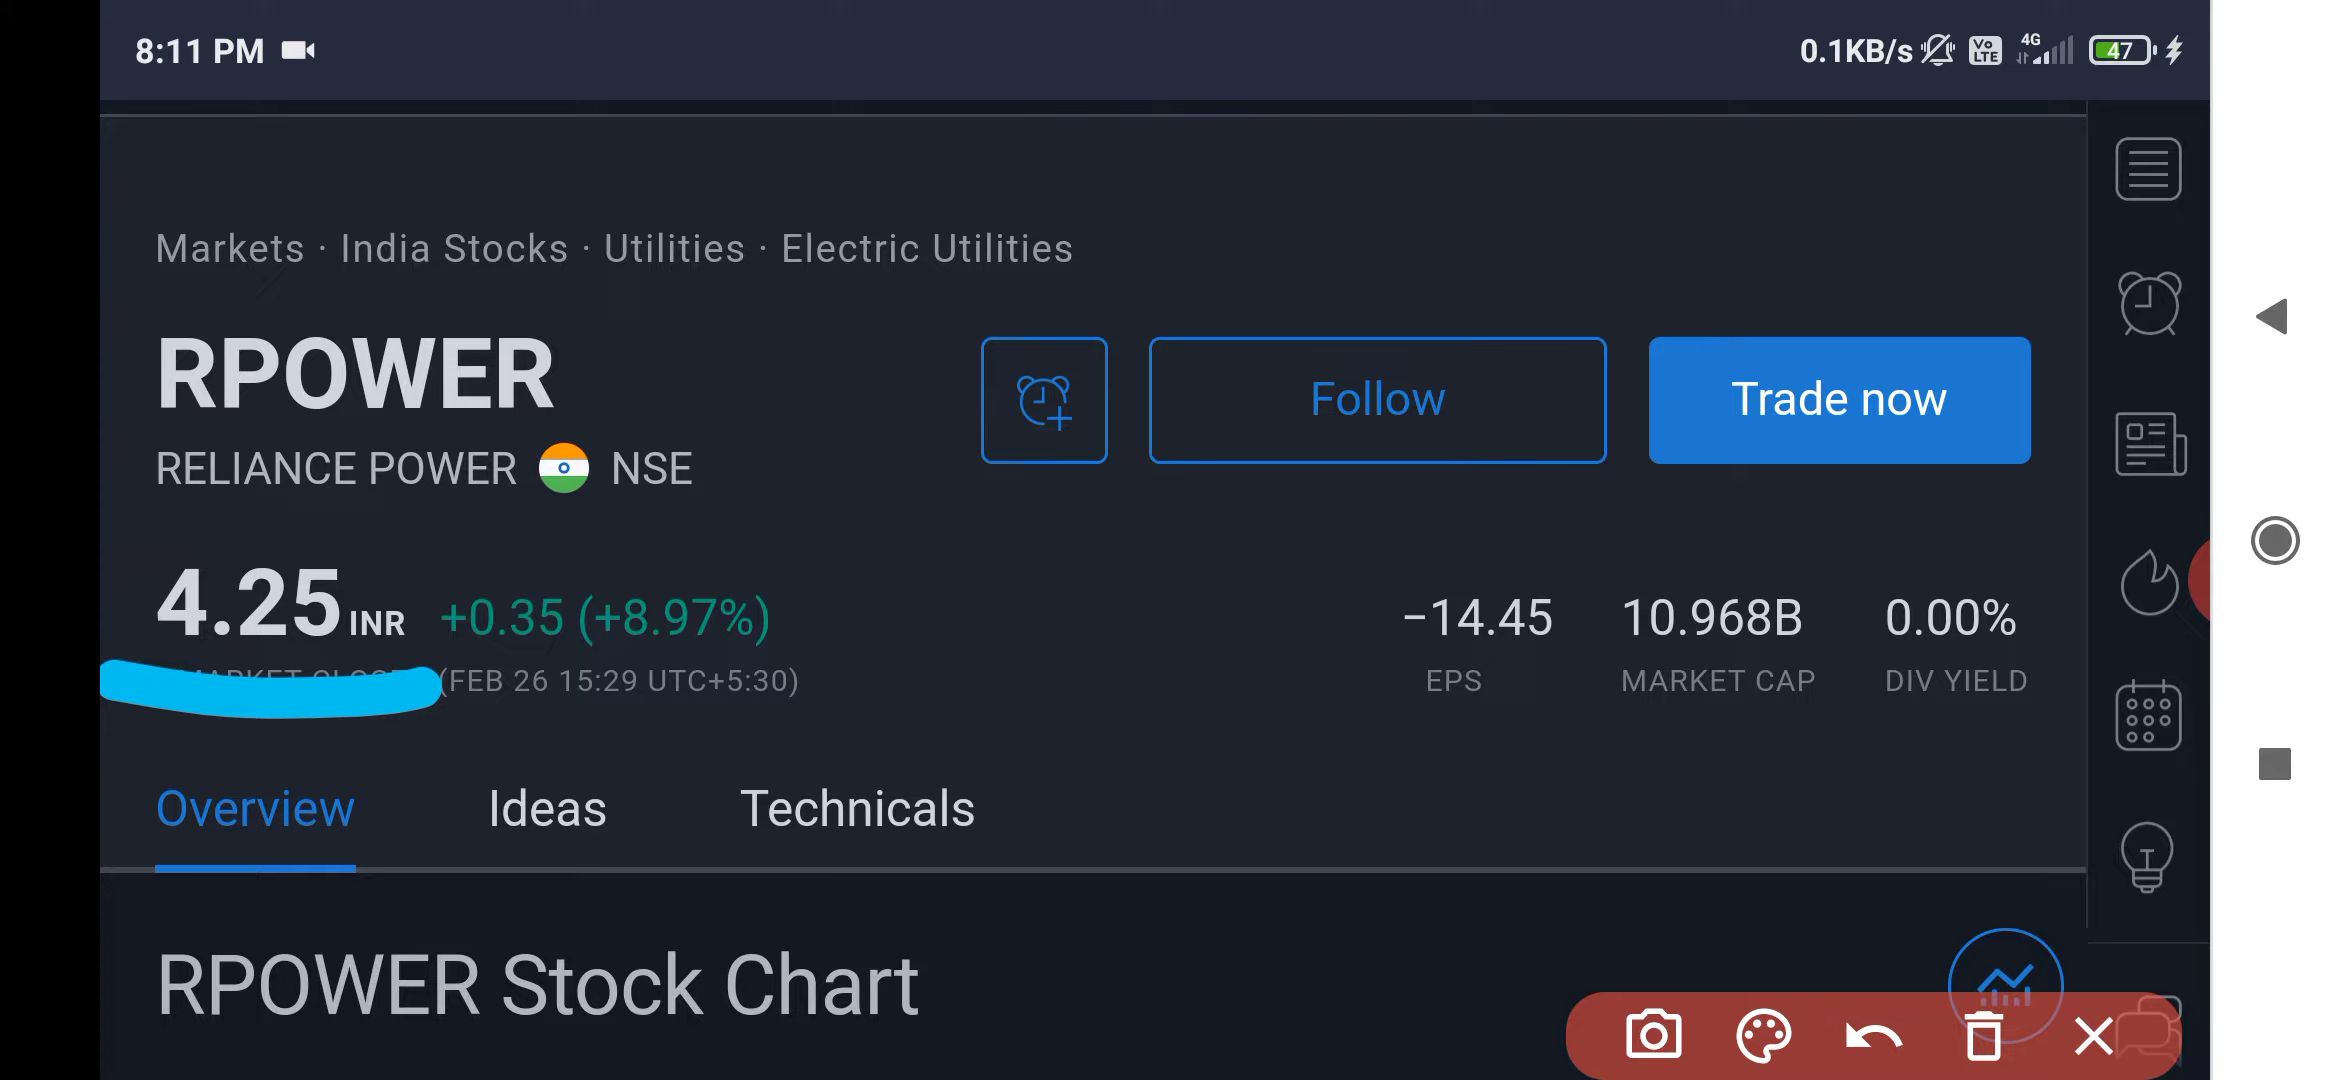 8:11 PM 0.1KB/s Vo LTE 4G 47
Markets · India Stocks · Utilities · Electric Utilities
RPOWER
Follow
Trade now
RELIANCE POWER NSE
4.25 INR +0.35 (+8.97%)
−14.45 10.968B 0.00%
(FEB 26 15:29 UTC+5:30)
EPS MARKET CAP DIV YIELD
Overview Ideas Technicals
RPOWER Stock Chart